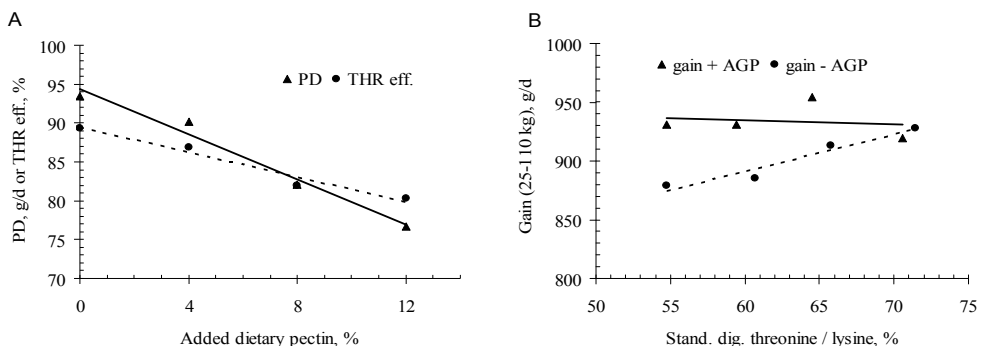 A
PD, g/d or THR eff., %
100
95
90
85
80
75
70
PD
THR eff.
0
4
8
12
Added dietary pectin, %
B
Gain (25-110 kg), g/d
1000
950
900
850
800
gain + AGP
gain - AGP
50
55
60
65
70
75
Stand. dig. threonine / lysine, %